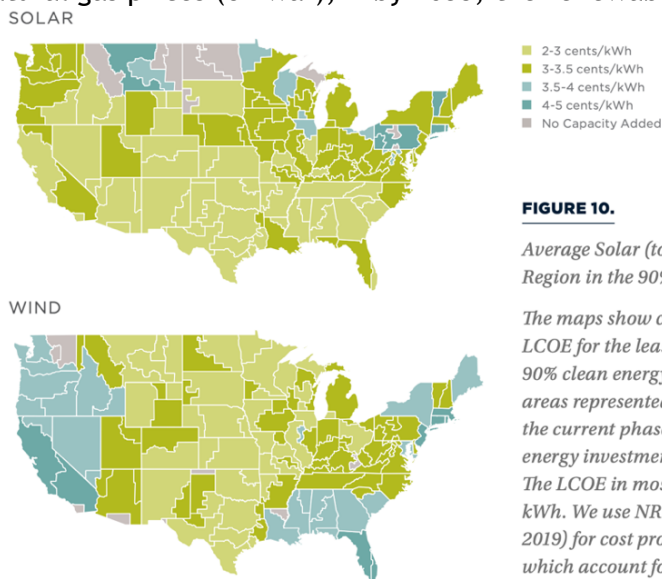 SOLAR
2-3 cents/kWh
3-3.5 cents/kWh
3.5-4 cents/kWh
4-5 cents/kWh
No Capacity Added
FIGURE 10.
Average Solar (to
Region in the 90%
WIND
The maps show c
LCOE for the leas
90% clean energy
areas represented
the current phase
energy investmen
The LCOE in mos
kWh. We use NR
2019) for cost pro
which account fo